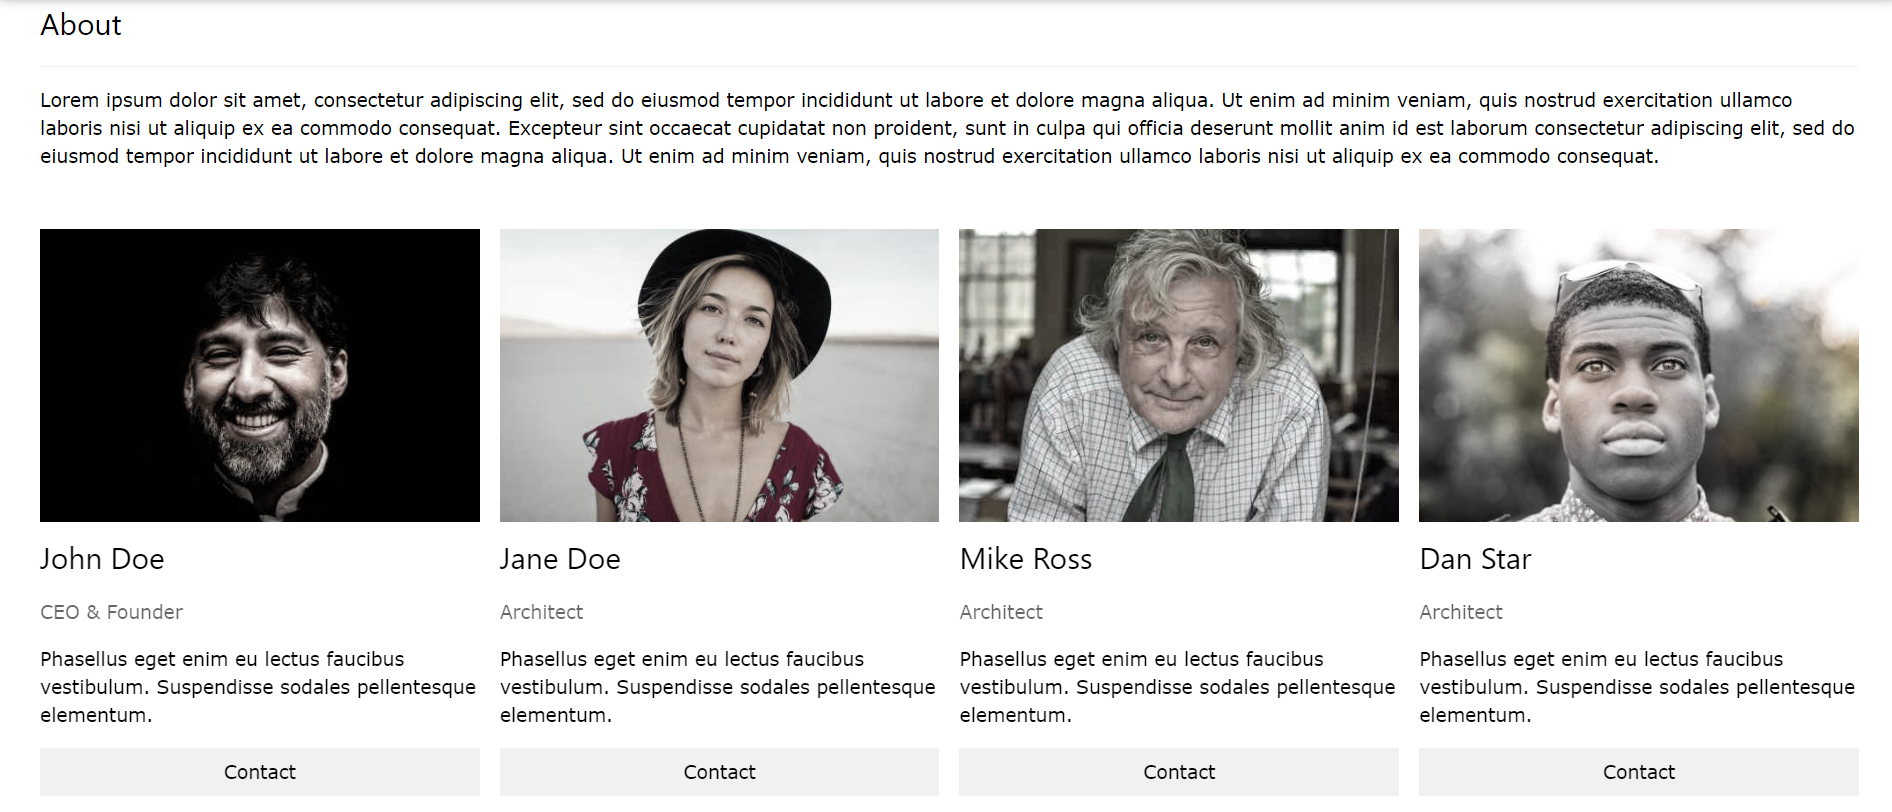 About
Lorem ipsum dolor sit amet, consectetur adipiscing elit, sed do eiusmod tempor incididunt ut labore et dolore magna aliqua. Ut enim ad minim veniam, quis nostrud exercitation ullamco
laboris nisi ut aliquip ex ea commodo consequat. Excepteur sint occaecat cupidatat non proident, sunt in culpa qui officia deserunt mollit anim id est laborum consectetur adipiscing elit, sed do
eiusmod tempor incididunt ut labore et dolore magna aliqua. Ut enim ad minim veniam, quis nostrud exercitation ullamco laboris nisi ut aliquip ex ea commodo consequat.
John Doe
CEO & Founder
Phasellus eget enim eu lectus faucibus
vestibulum. Suspendisse sodales pellentesque
elementum.
Contact
Jane Doe
Architect
Phasellus eget enim eu lectus faucibus
vestibulum. Suspendisse sodales pellentesque
elementum.
Contact
Mike Ross
Architect
Phasellus eget enim eu lectus faucibus
vestibulum. Suspendisse sodales pellentesque
elementum.
Contact
Dan Star
Architect
Phasellus eget enim eu lectus faucibus
vestibulum. Suspendisse sodales pellentesque
elementum.
Contact